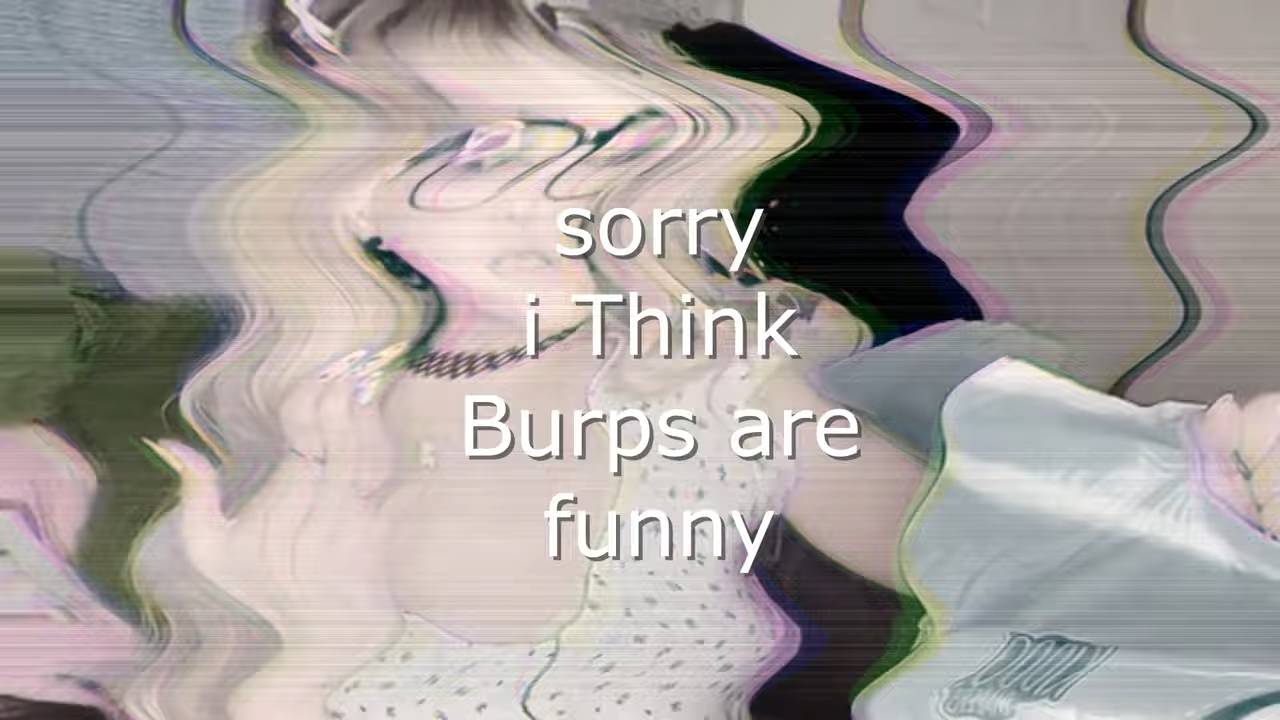 sorry
i Think
Burps are
funny